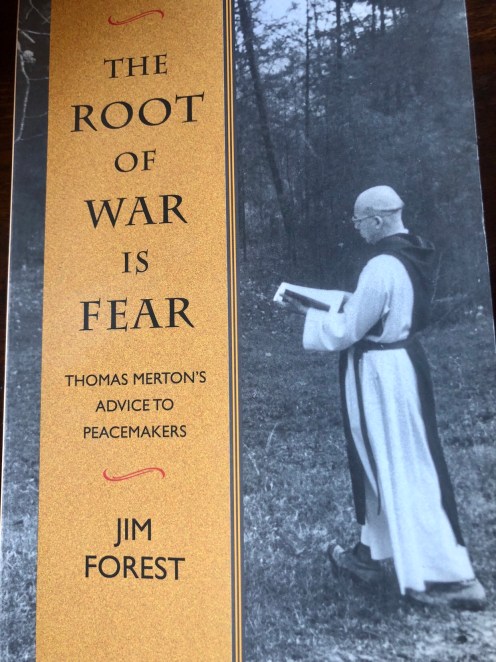 THE
ROOT
OF
WAR
IS
FEAR
THOMAS MERTON'S
ADVICE TO
PEACEMAKERS
JIM
FOREST